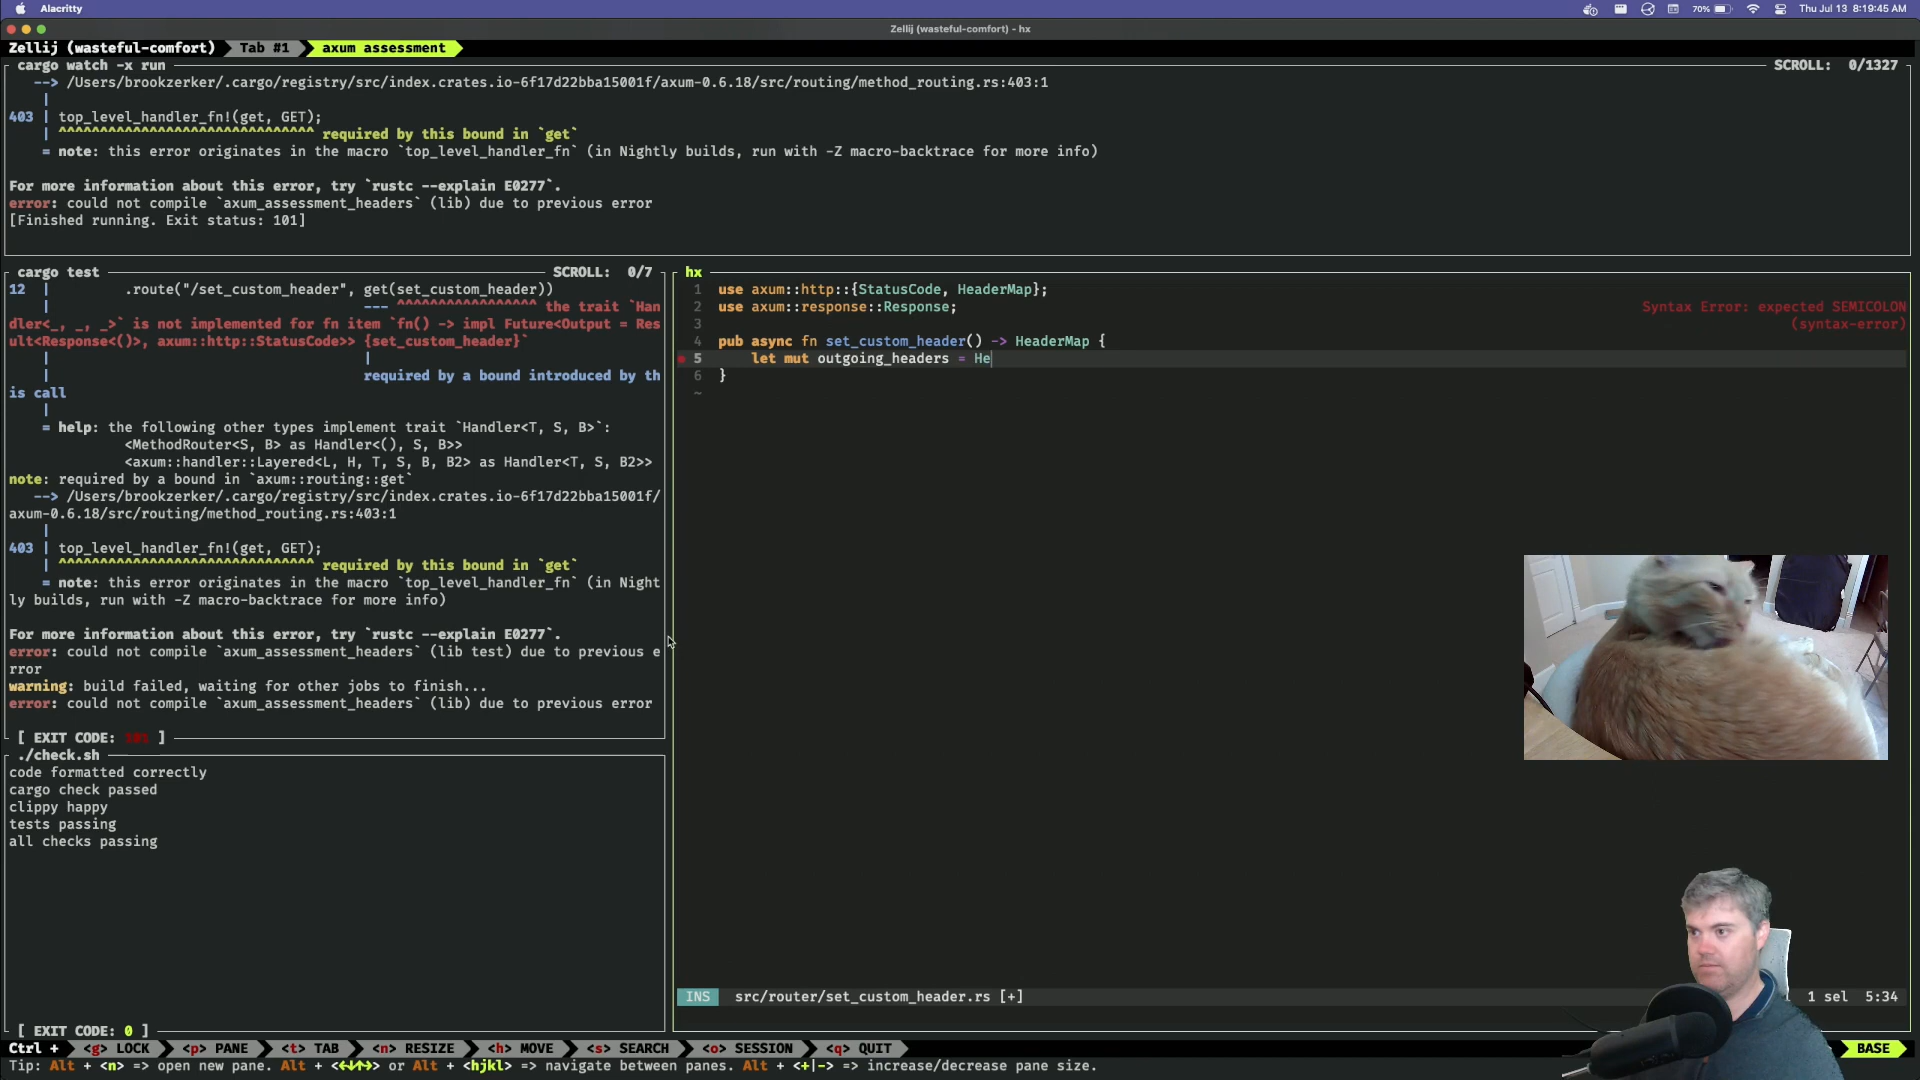 Alacritty
70%
Thu Jul 13 8:19:45 AM
Zellij (wasteful-comfort) - hx
Zellij (wasteful-comfort) Tab #1 axum assessment
cargo watch -x run SCROLL: 0/1327
--> /Users/brookzerker/.cargo/registry/src/index.crates.io-6f17d22bba15001f/axum-0.6.18/src/routing/method_routing.rs:403:1
|
403 | top_level_handler_fn!(get, GET);
| ^^^^^^^^^^^^^^^^^^^^^^^^^^^^^^^ required by this bound in `get`
= note: this error originates in the macro `top_level_handler_fn` (in Nightly builds, run with -Z macro-backtrace for more info)
For more information about this error, try `rustc --explain E0277`.
error: could not compile `axum_assessment_headers` (lib) due to previous error
[Finished running. Exit status: 101]
cargo test SCROLL: 0/7
12 | .route("/set_custom_header", get(set_custom_header))
| --- ^^^^^^^^^^^^^^^^^ the trait `Han
dler<_, _, _>` is not implemented for fn item `fn() -> impl Future<Output = Res
ult<Response<()>, axum::http::StatusCode>> {set_custom_header}`
| |
| required by a bound introduced by th
is call
|
= help: the following other types implement trait `Handler<T, S, B>`:
<MethodRouter<S, B> as Handler<(), S, B>>
<axum::handler::Layered<L, H, T, S, B, B2> as Handler<T, S, B2>>
note: required by a bound in `axum::routing::get`
--> /Users/brookzerker/.cargo/registry/src/index.crates.io-6f17d22bba15001f/
axum-0.6.18/src/routing/method_routing.rs:403:1
|
403 | top_level_handler_fn!(get, GET);
| ^^^^^^^^^^^^^^^^^^^^^^^^^^^^^^^ required by this bound in `get`
= note: this error originates in the macro `top_level_handler_fn` (in Night
ly builds, run with -Z macro-backtrace for more info)
For more information about this error, try `rustc --explain E0277`.
error: could not compile `axum_assessment_headers` (lib test) due to previous e
rror
warning: build failed, waiting for other jobs to finish...
error: could not compile `axum_assessment_headers` (lib) due to previous error
[ EXIT CODE: 101 ]
./check.sh
code formatted correctly
cargo check passed
clippy happy
tests passing
all checks passing
[ EXIT CODE: 0 ]
hx
1 use axum::http::{StatusCode, HeaderMap};
2 use axum::response::Response;
Syntax Error: expected SEMICOLON
(syntax-error)
3
4 pub async fn set_custom_header() -> HeaderMap {
5 let mut outgoing_headers = He
6 }
~
INS src/router/set_custom_header.rs [+] 1 sel 5:34
Ctrl + <g> LOCK <p> PANE <t> TAB <n> RESIZE <h> MOVE <s> SEARCH <o> SESSION <q> QUIT BASE
Tip: Alt + <n> => open new pane. Alt + <←↓↑→> or Alt + <hjkl> => navigate between panes. Alt + <+|-> => increase/decrease pane size.